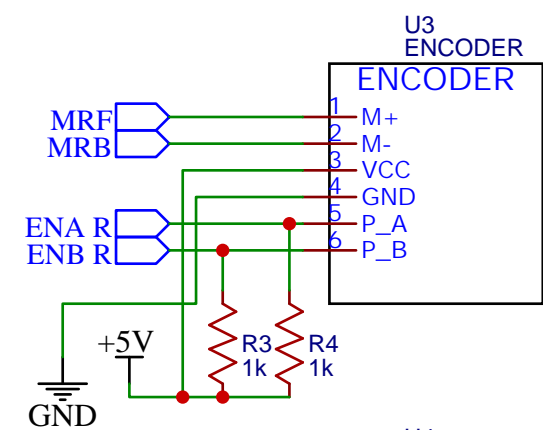 U3
ENCODER
ENCODER
MRF 1 M+
MRB 2 M-
3 VCC
4 GND
ENA R 5 P_A
ENB R 6 P_B
+5V R3 R4
1k 1k
GND